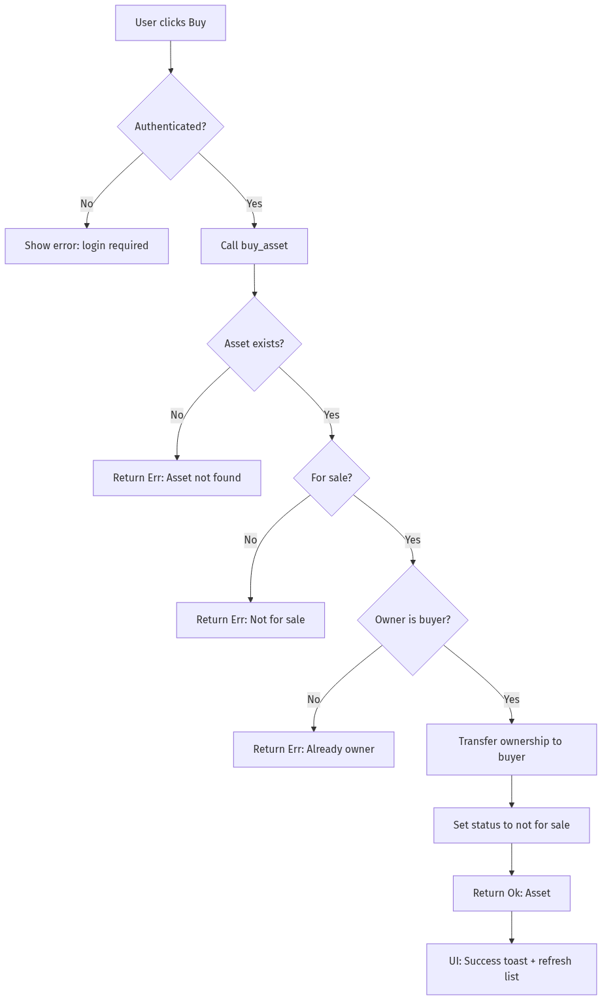 User clicks Buy
Authenticated?
No
Yes
Show error: login required
Call buy_asset
Asset exists?
No
Yes
Return Err: Asset not found
For sale?
No
Yes
Return Err: Not for sale
Owner is buyer?
No
Yes
Return Err: Already owner
Transfer ownership to
buyer
Set status to not for sale
Return Ok: Asset
UI: Success toast + refresh
list